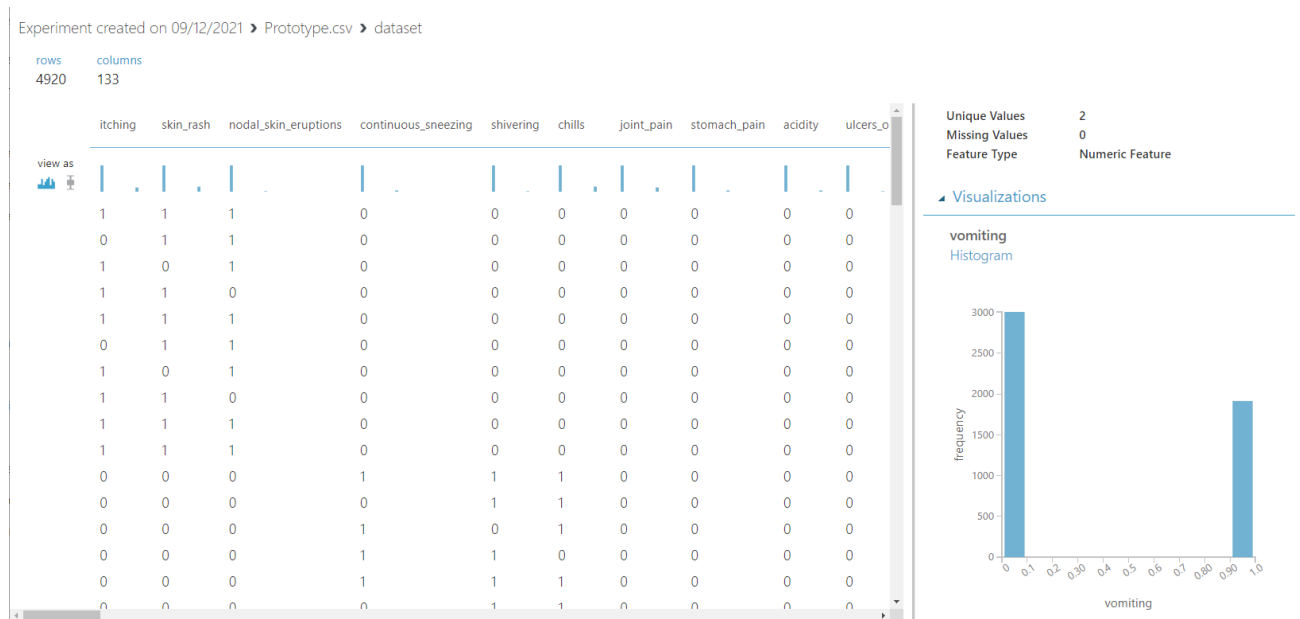 Experiment created on 09/12/2021 › Prototype.csv › dataset
rows columns
4920 133
itching skin_rash nodal_skin_eruptions continuous_sneezing shivering chills joint_pain stomach_pain acidity ulcers_o
view as
1 1 1 0 0 0 0 0 0 0
0 1 1 0 0 0 0 0 0 0
1 0 1 0 0 0 0 0 0 0
1 1 0 0 0 0 0 0 0 0
1 1 1 0 0 0 0 0 0 0
0 1 1 0 0 0 0 0 0 0
1 0 1 0 0 0 0 0 0 0
1 1 0 0 0 0 0 0 0 0
1 1 1 0 0 0 0 0 0 0
1 1 1 0 0 0 0 0 0 0
0 0 0 1 1 1 0 0 0 0
0 0 0 0 1 1 0 0 0 0
0 0 0 1 0 1 0 0 0 0
0 0 0 1 1 0 0 0 0 0
0 0 0 1 1 1 0 0 0 0
0 0 0 0 1 1 0 0 0 0
Unique Values 2
Missing Values 0
Feature Type Numeric Feature
Visualizations
vomiting
Histogram
3000
2500
2000
1500
1000
500
0
frequency
0 0.1 0.2 0.30 0.4 0.5 0.6 0.7 0.80 0.90 1.0
vomiting